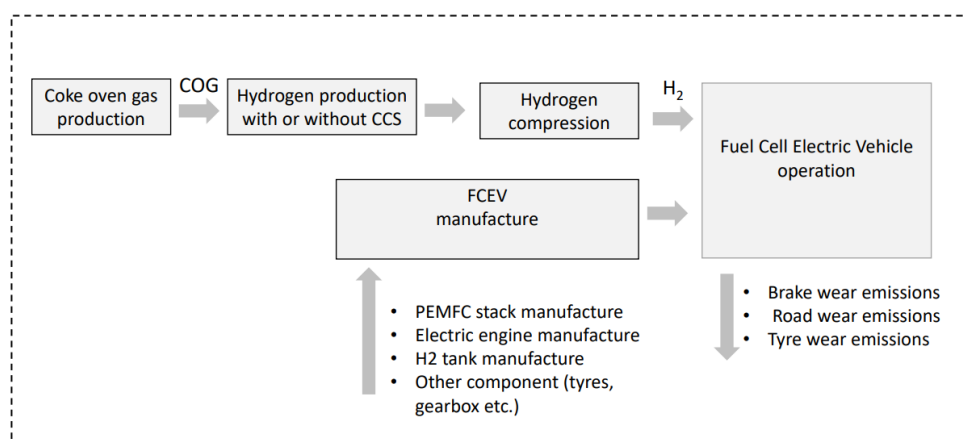 COG
Coke oven gas
production
Hydrogen production
with or without CCS
Hydrogen
compression
H2
Fuel Cell Electric Vehicle
operation
FCEV
manufacture
• PEMFC stack manufacture
• Electric engine manufacture
• H2 tank manufacture
• Other component (tyres,
gearbox etc.)
• Brake wear emissions
• Road wear emissions
• Tyre wear emissions